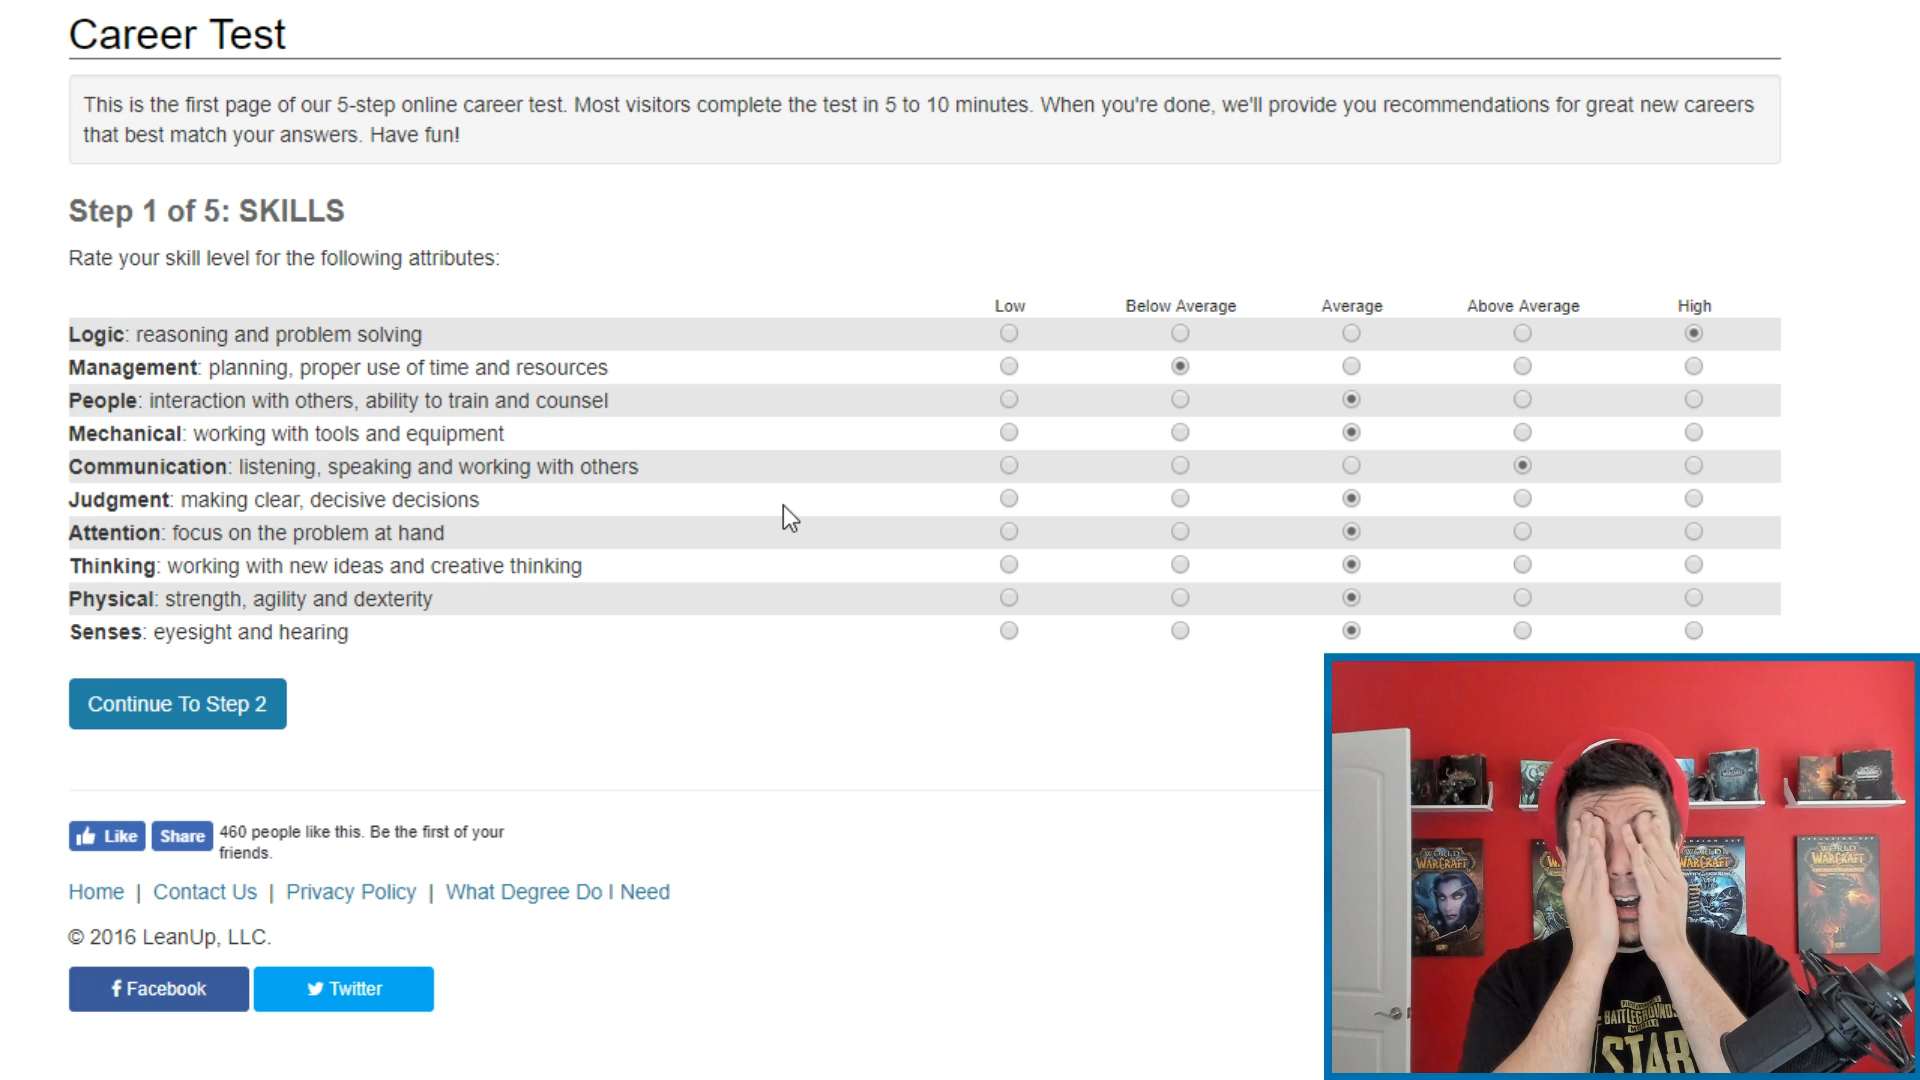 Career Test
This is the first page of our 5-step online career test. Most visitors complete the test in 5 to 10 minutes. When you're done, we'll provide you recommendations for great new careers
that best match your answers. Have fun!
Step 1 of 5: SKILLS
Rate your skill level for the following attributes:
Low Below Average Average Above Average High
Logic: reasoning and problem solving
Management: planning, proper use of time and resources
People: interaction with others, ability to train and counsel
Mechanical: working with tools and equipment
Communication: listening, speaking and working with others
Judgment: making clear, decisive decisions
Attention: focus on the problem at hand
Thinking: working with new ideas and creative thinking
Physical: strength, agility and dexterity
Senses: eyesight and hearing
Continue To Step 2
Like Share 460 people like this. Be the first of your
friends.
Home | Contact Us | Privacy Policy | What Degree Do I Need
© 2016 LeanUp, LLC.
Facebook Twitter
WORLD
WARCRAFT
WORLD
WARCRAFT
WORLD
WARCRAFT
BATTLEGROUNDS
MOBILE
STAR